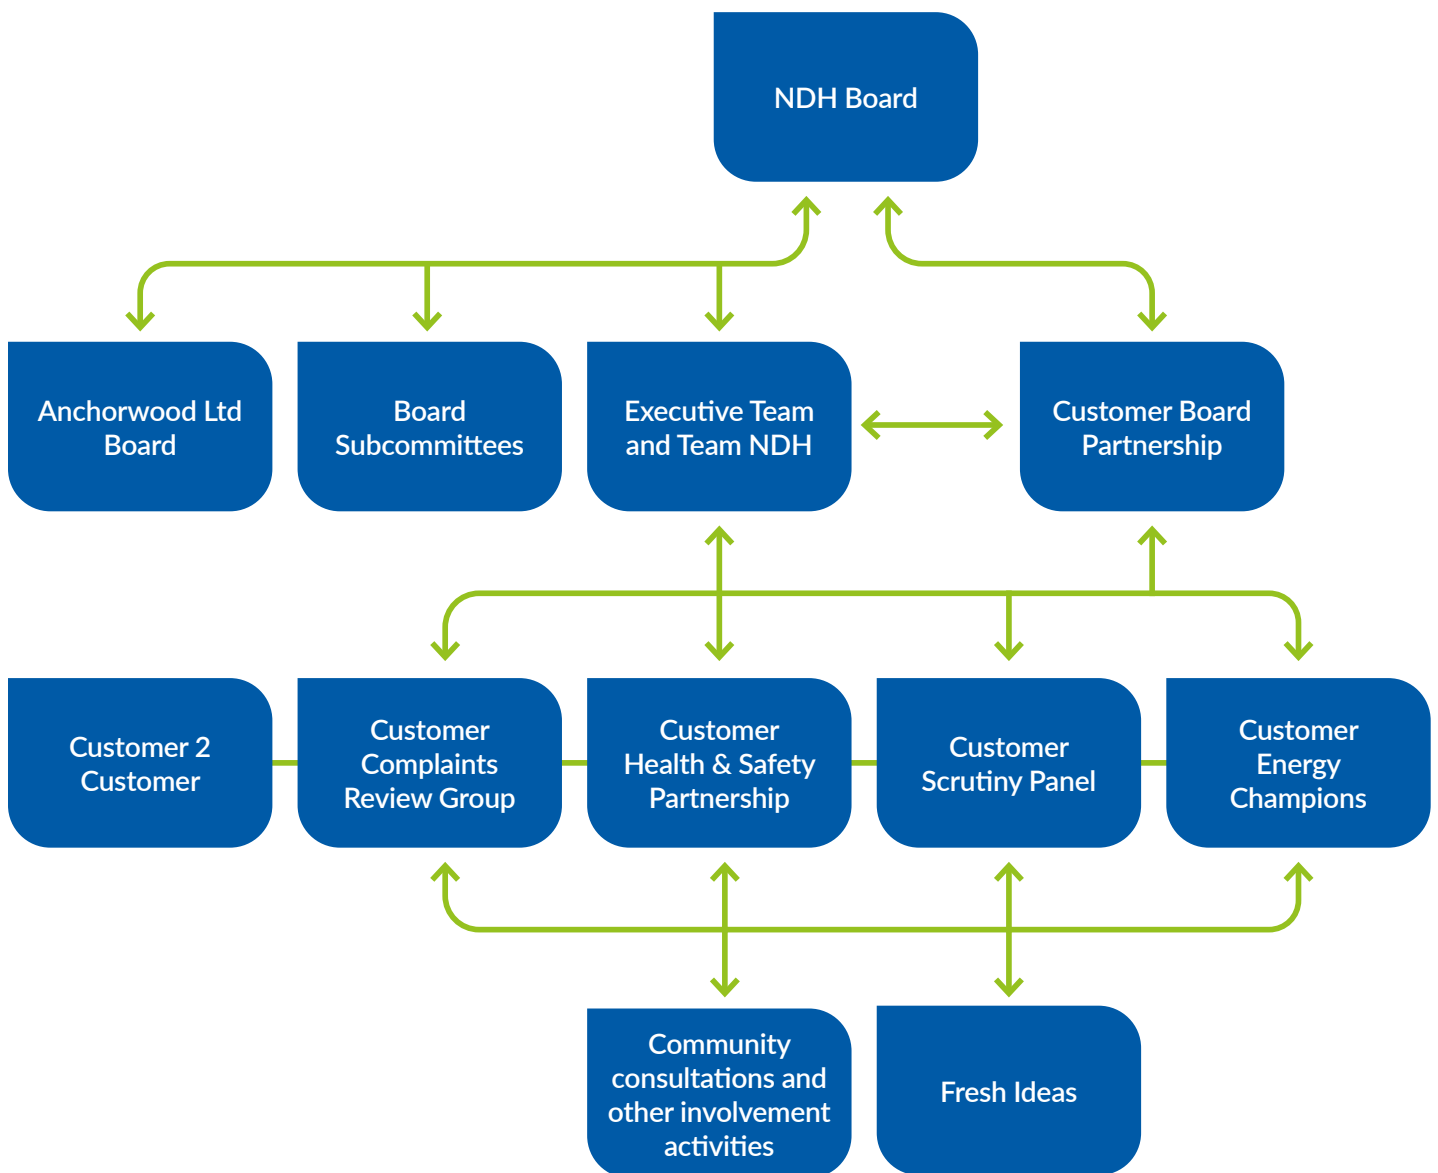 NDH Board
Anchorwood Ltd
Board
Board
Subcommittees
Executive Team
and Team NDH
Customer Board
Partnership
Customer 2
Customer
Customer
Complaints
Review Group
Customer
Health & Safety
Partnership
Customer
Scrutiny Panel
Customer
Energy
Champions
Community
consultations and
other involvement
activities
Fresh Ideas